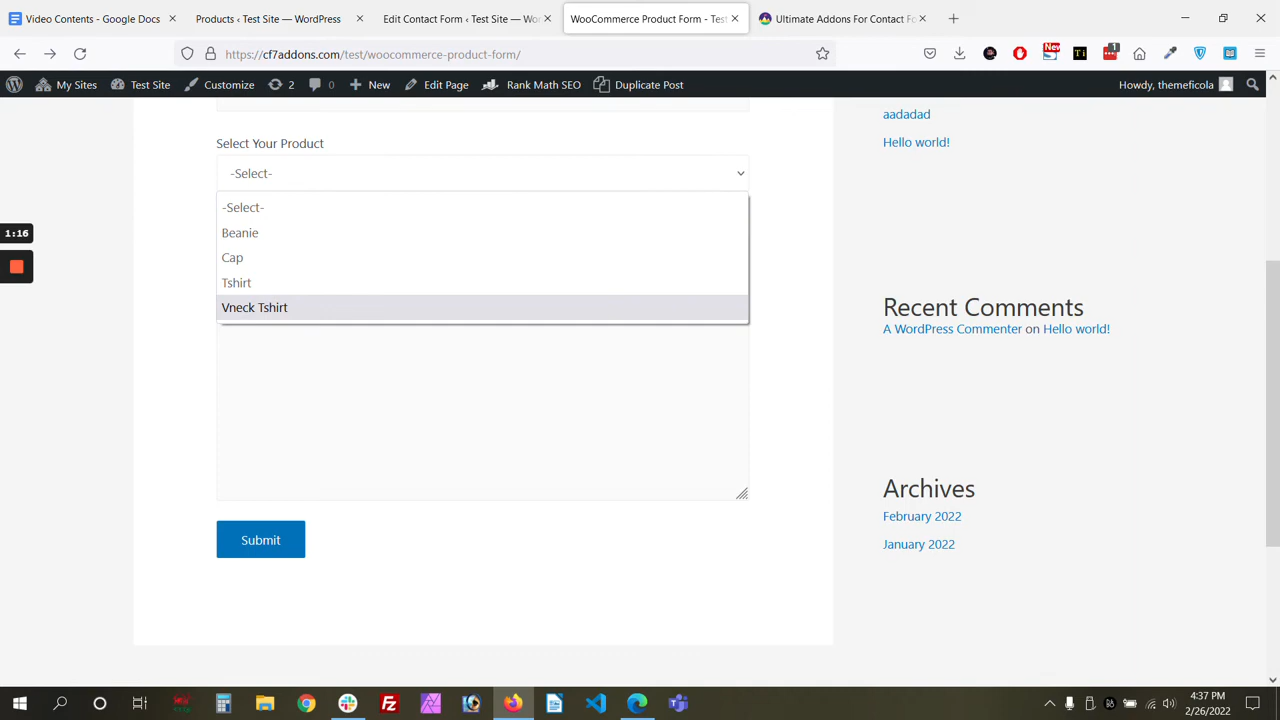 Video Contents - Google Docs
Products ‹ Test Site — WordPress
Edit Contact Form ‹ Test Site — Wo
WooCommerce Product Form - Test
Ultimate Addons For Contact Fo
https://cf7addons.com/test/woocommerce-product-form/
New
Ti
1
My Sites
Test Site
Customize
2
0
New
Edit Page
Rank Math SEO
Duplicate Post
Howdy, themeficola
Select Your Product
-Select-
-Select-
Beanie
Cap
Tshirt
Vneck Tshirt
Submit
1:16
aadadad
Hello world!
Recent Comments
A WordPress Commenter on Hello world!
Archives
February 2022
January 2022
4:37 PM
2/26/2022